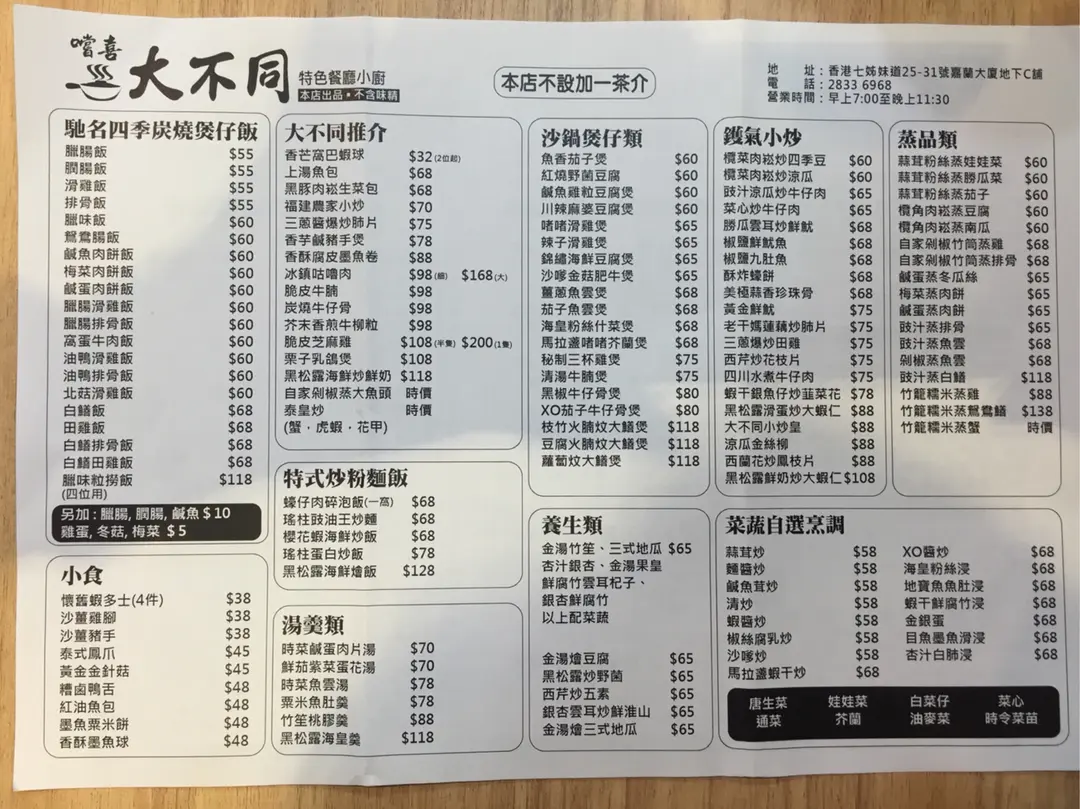 嚐喜
大不同
特色餐廳小廚
本店出品・不含味精
本店不設加一茶介
地 址：香港七姊妹道25-31號嘉蘭大廈地下C舖
電 話：2833 6968
營業時間：早上7:00至晚上11:30
馳名四季炭燒煲仔飯
臘腸飯 $55
潤腸飯 $55
滑雞飯 $55
排骨飯 $55
臘味飯 $60
鴛鴦腸飯 $60
鹹魚肉餅飯 $60
梅菜肉餅飯 $60
鹹蛋肉餅飯 $60
臘腸滑雞飯 $60
臘腸排骨飯 $60
窩蛋牛肉飯 $60
油鴨滑雞飯 $60
油鴨排骨飯 $60
北菇滑雞飯 $60
白鱔飯 $68
田雞飯 $68
白鱔排骨飯 $68
白鱔田雞飯 $68
臘味粒撈飯 $118
(四位用)
另加：臘腸, 潤腸, 鹹魚 $10
雞蛋, 冬菇, 梅菜 $5
小食
懷舊蝦多士(4件) $38
沙薑雞腳 $38
沙薑豬手 $38
泰式鳳爪 $45
黃金金針菇 $45
糟鹵鴨舌 $48
紅油魚包 $48
墨魚粟米餅 $48
香酥墨魚球 $48
大不同推介
香芒窩巴蝦球 $32(2位起)
上湯魚包 $68
黑豚肉崧生菜包 $68
福建農家小炒 $70
三蔥醬爆炒肺片 $75
香芋鹹豬手煲 $78
香酥腐皮墨魚卷 $88
冰鎮咕嚕肉 $98(細) $168(大)
脆皮牛腩 $98
炭燒牛仔骨 $98
芥末香煎牛柳粒 $98
脆皮芝麻雞 $108(半隻) $200(1隻)
栗子乳鴿煲 $108
黑松露海鮮炒鮮奶 $118
自家剁椒蒸大魚頭 時價
泰皇炒 時價
(蟹，虎蝦，花甲)
特式炒粉麵飯
蠔仔肉碎泡飯(一窩) $68
瑤柱豉油王炒麵 $68
櫻花蝦海鮮炒飯 $68
瑤柱蛋白炒飯 $78
黑松露海鮮燴飯 $128
湯羹類
時菜鹹蛋肉片湯 $70
鮮茄紫菜蛋花湯 $70
時菜魚雲湯 $78
粟米魚肚羹 $78
竹笙桃膠羹 $88
黑松露海皇羹 $118
沙鍋煲仔類
魚香茄子煲 $60
紅燒野菌豆腐 $60
鹹魚雞粒豆腐煲 $60
川辣麻婆豆腐煲 $60
啫啫滑雞煲 $65
辣子滑雞煲 $65
錦繡海鮮豆腐煲 $65
沙嗲金菇肥牛煲 $65
薑蔥魚雲煲 $68
茄子魚雲煲 $68
海皇粉絲什菜煲 $68
馬拉盞啫啫芥蘭煲 $68
秘制三杯雞煲 $75
清湯牛腩煲 $75
黑椒牛仔骨煲 $80
XO茄子牛仔骨煲 $80
枝竹火腩炆大鱔煲 $118
豆腐火腩炆大鱔煲 $118
蘿蔔炆大鱔煲 $118
養生類
金湯竹笙、三式地瓜 $65
杏汁銀杏、金湯果皇
鮮腐竹雲耳杞子、
銀杏鮮腐竹
以上配菜蔬
金湯燴豆腐 $65
黑松露炒野菌 $65
西芹炒五素 $65
銀杏雲耳炒鮮淮山 $65
金湯燴三式地瓜 $65
鑊氣小炒
欖菜肉崧炒四季豆 $60
欖菜肉崧炒涼瓜 $60
豉汁涼瓜炒牛仔肉 $65
菜心炒牛仔肉 $65
勝瓜雲耳炒鮮魷 $68
椒鹽鮮魷魚 $68
椒鹽九肚魚 $68
酥炸蠔餅 $68
美極蒜香珍珠骨 $68
黃金鮮魷 $75
老干媽蓮藕炒肺片 $75
三蔥爆炒田雞 $75
西芹炒花枝片 $75
四川水煮牛仔肉 $75
蝦干銀魚仔炒韮菜花 $78
黑松露滑蛋炒大蝦仁 $88
大不同小炒皇 $88
涼瓜金絲柳 $88
西蘭花炒鳳枝片 $88
黑松露鮮奶炒大蝦仁 $108
蒸品類
蒜茸粉絲蒸娃娃菜 $60
蒜茸粉絲蒸勝瓜菜 $60
蒜茸粉絲蒸茄子 $60
欖角肉崧蒸豆腐 $60
欖角肉崧蒸南瓜 $60
自家剁椒竹筒蒸雞 $68
自家剁椒竹筒蒸排骨 $68
鹹蛋蒸冬瓜絲 $65
梅菜蒸肉餅 $65
鹹蛋蒸肉餅 $65
豉汁蒸排骨 $65
豉汁蒸魚雲 $68
剁椒蒸魚雲 $68
豉汁蒸白鱔 $118
竹籠糯米蒸雞 $88
竹籠糯米蒸鴛鴦鱔 $138
竹籠糯米蒸蟹 時價
菜蔬自選烹調
蒜茸炒 $58 XO醬炒 $68
麵醬炒 $58 海皇粉絲浸 $68
鹹魚茸炒 $58 地寶魚魚肚浸 $68
清炒 $58 蝦干鮮腐竹浸 $68
蝦醬炒 $58 金銀蛋 $68
椒絲腐乳炒 $58 目魚墨魚滑浸 $68
沙嗲炒 $58 杏汁白肺浸 $68
馬拉盞蝦干炒 $68
唐生菜 娃娃菜 白菜仔 菜心
通菜 芥蘭 油麥菜 時令菜苗